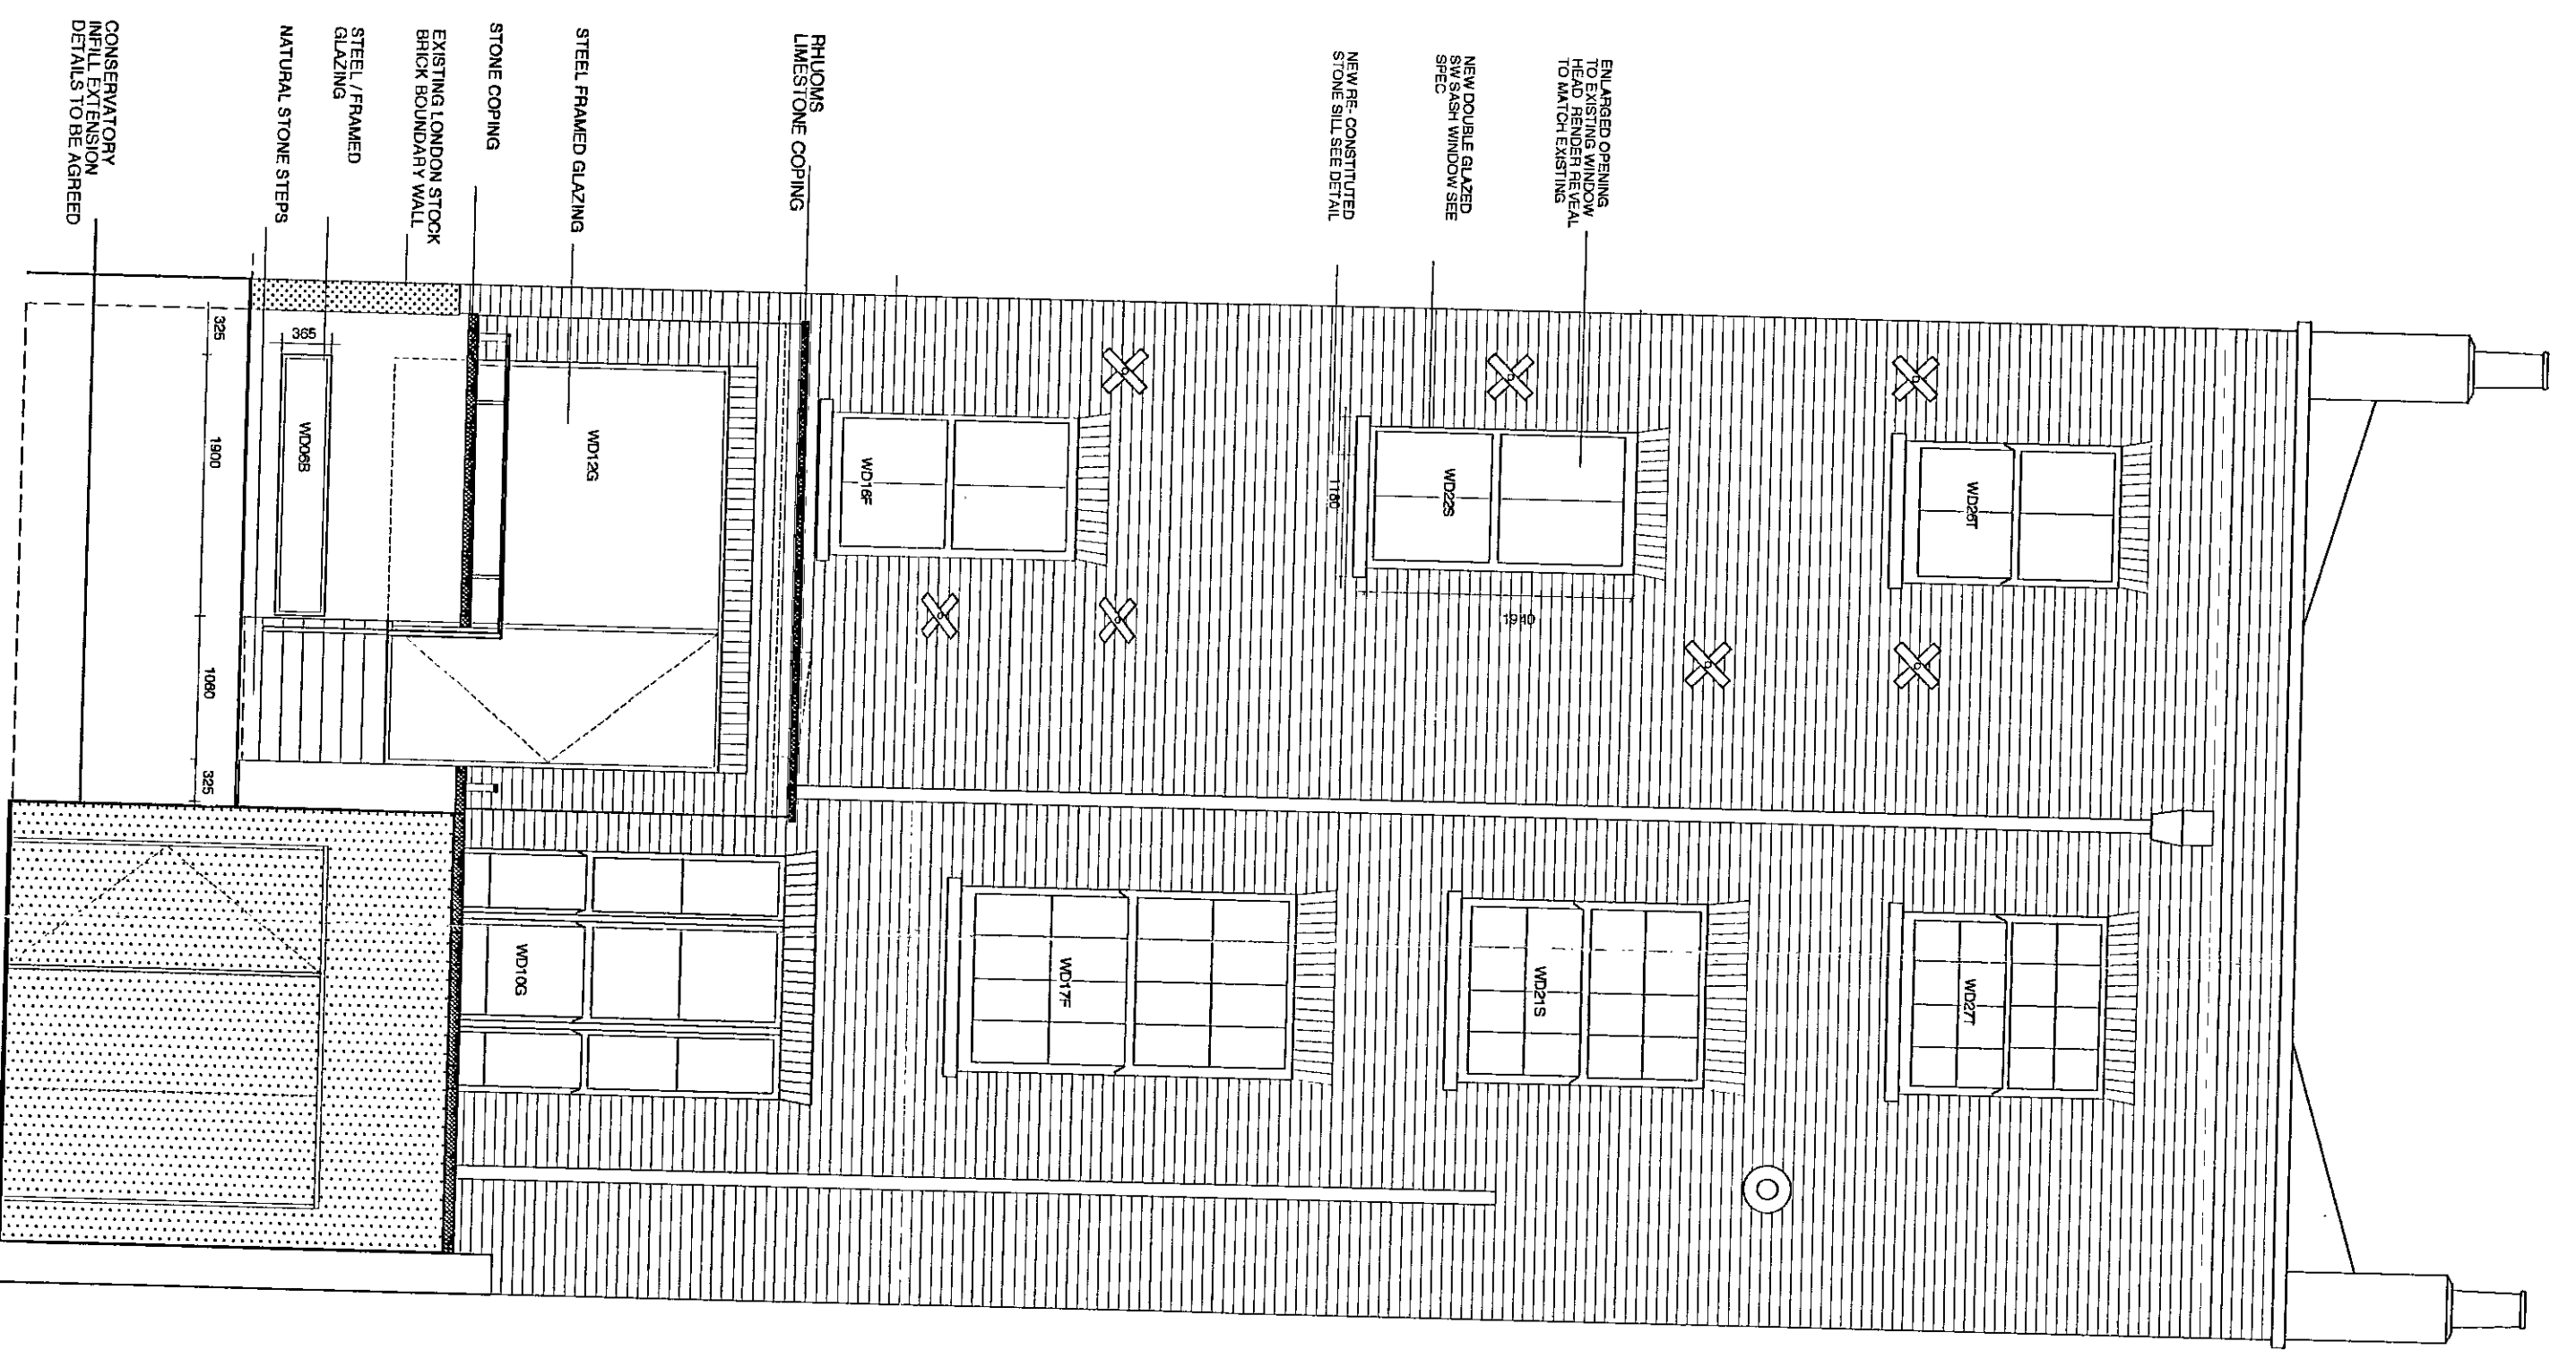 ENLARGED OPENING
TO EXISTING WINDOW
HEAD RENDER REVEAL
TO MATCH EXISTING
NEW DOUBLE GLAZED
SW SASH WINDOW SEE
SPEC
NEW RE- CONSTITUTED
STONE SILL SEE DETAIL
RHUOMS
LIMESTONE COPING
STEEL FRAMED GLAZING
STONE COPING
EXISTING LONDON STOCK
BRICK BOUNDARY WALL
STEEL / FRAMED
GLAZING
NATURAL STONE STEPS
CONSERVATORY
INFILL EXTENSION
DETAILS TO BE AGREED
WD26T
WD27T
WD22S
WD21S
1180
1940
WD16F
WD17F
WD12G
WD10G
WD06B
365
325
1900
1060
325